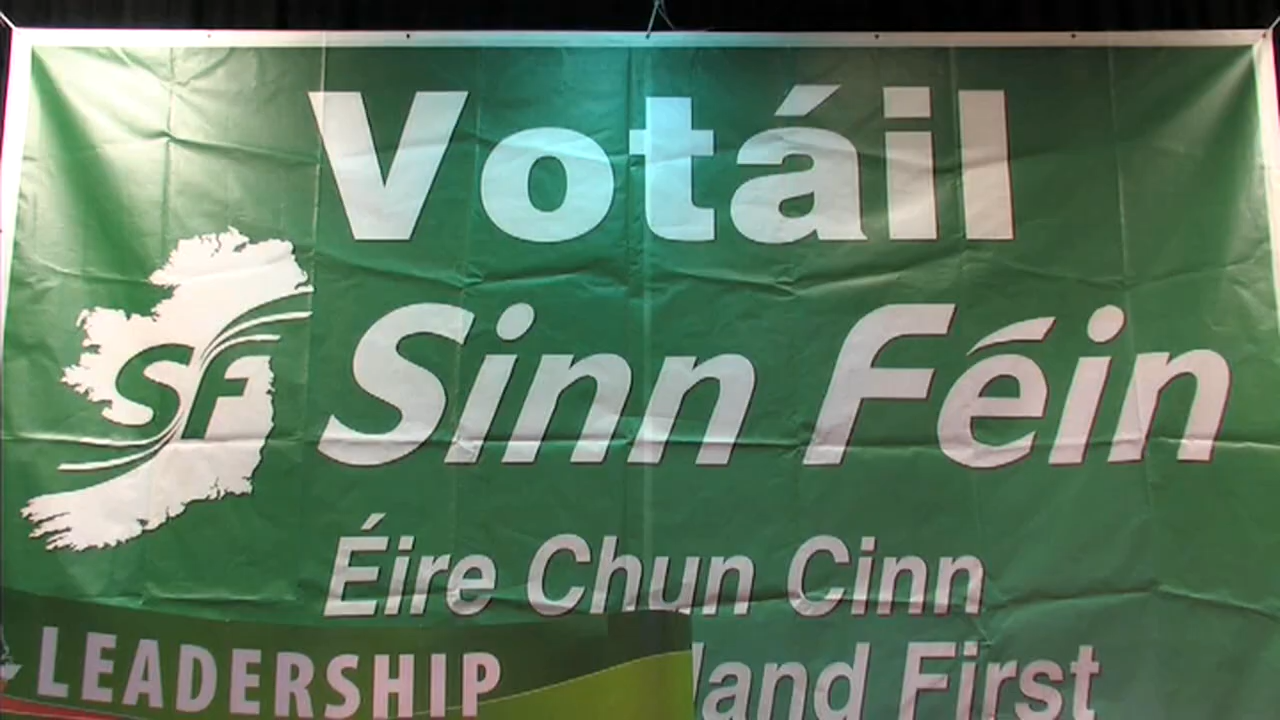 Votáil
SF
Sinn Féin
Éire Chun Cinn
LEADERSHIP
land First